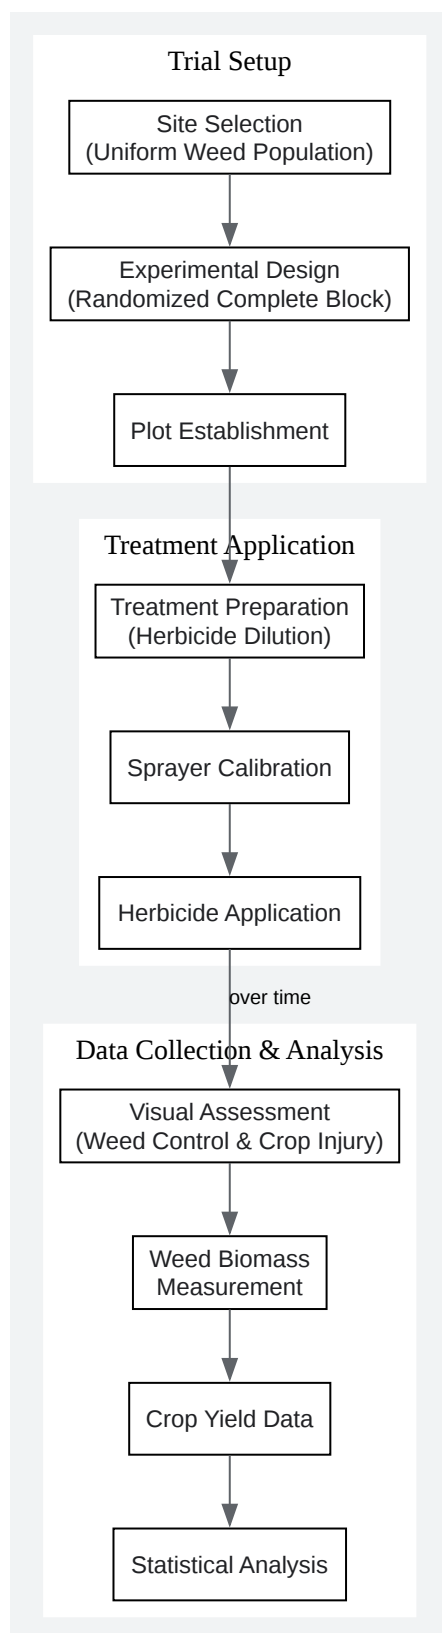 Trial Setup
Site Selection
(Uniform Weed Population)
Experimental Design
(Randomized Complete Block)
Plot Establishment
Treatment Application
Treatment Preparation
(Herbicide Dilution)
Sprayer Calibration
Herbicide Application
over time
Data Collection & Analysis
Visual Assessment
(Weed Control & Crop Injury)
Weed Biomass
Measurement
Crop Yield Data
Statistical Analysis